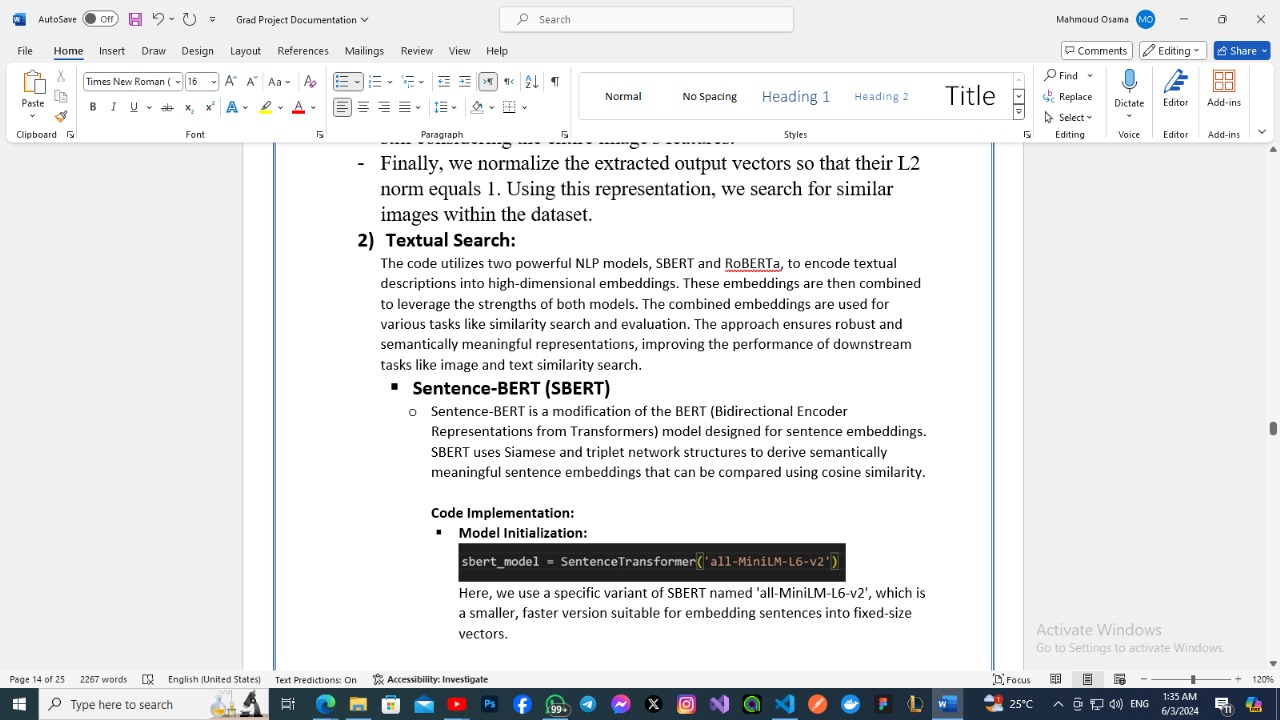 AutoSave Off Grad Project Documentation Search Mahmoud Osama MO
File Home Insert Draw Design Layout References Mailings Review View Help Comments Editing Share
Paste Times New Roman ( 16 Aa Normal No Spacing Heading 1 Heading 2 Title Find Replace Select Dictate Editor Add-ins
Clipboard Font Paragraph Styles Editing Voice Editor Add-ins
still considering the entire image's features.
- Finally, we normalize the extracted output vectors so that their L2
norm equals 1. Using this representation, we search for similar
images within the dataset.
2) Textual Search:
The code utilizes two powerful NLP models, SBERT and RoBERTa, to encode textual
descriptions into high-dimensional embeddings. These embeddings are then combined
to leverage the strengths of both models. The combined embeddings are used for
various tasks like similarity search and evaluation. The approach ensures robust and
semantically meaningful representations, improving the performance of downstream
tasks like image and text similarity search.
▪ Sentence-BERT (SBERT)
o Sentence-BERT is a modification of the BERT (Bidirectional Encoder
Representations from Transformers) model designed for sentence embeddings.
SBERT uses Siamese and triplet network structures to derive semantically
meaningful sentence embeddings that can be compared using cosine similarity.
Code Implementation:
▪ Model Initialization:
sbert_model = SentenceTransformer('all-MiniLM-L6-v2')
Here, we use a specific variant of SBERT named 'all-MiniLM-L6-v2', which is
a smaller, faster version suitable for embedding sentences into fixed-size
vectors.
Activate Windows
Go to Settings to activate Windows.
Page 14 of 25 2267 words English (United States) Text Predictions: On Accessibility: Investigate Focus 120%
Type here to search 99+ 25°C ENG 1:35 AM 6/3/2024 11